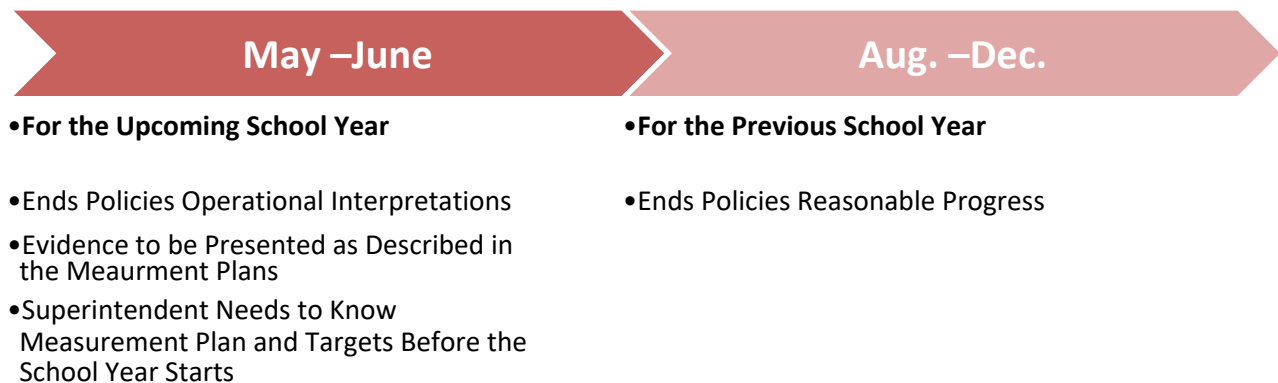 May –June
•For the Upcoming School Year
•Ends Policies Operational Interpretations
•Evidence to be Presented as Described in
the Meaurment Plans
•Superintendent Needs to Know
Measurement Plan and Targets Before the
School Year Starts
Aug. –Dec.
•For the Previous School Year
•Ends Policies Reasonable Progress